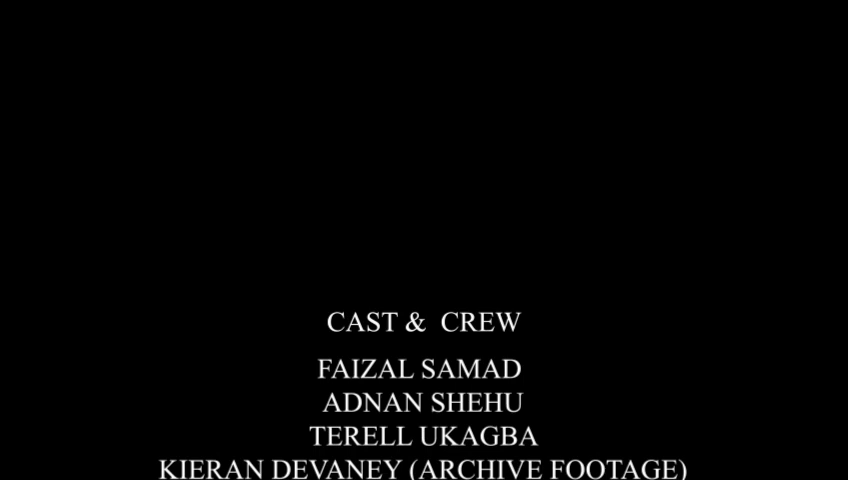 CAST & CREW
FAIZAL SAMAD
ADNAN SHEHU
TERELL UKAGBA
KIERAN DEVANEY (ARCHIVE FOOTAGE)